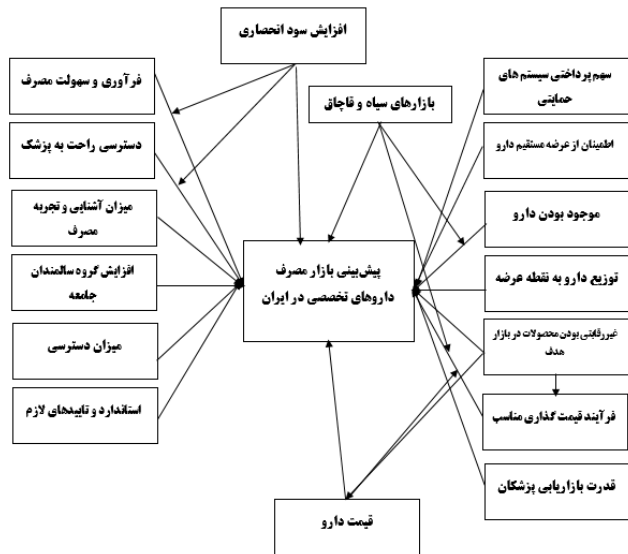 افزایش سود انحصاری
بازارهای سیاه و قاچاق
سهم پرداختی سیستم های
حمایتی
اطمینان از عرضه مستقیم دارو
موجود بودن دارو
توزیع دارو به نقطه عرضه
غیررقابتی بودن محصولات در بازار
هدف
فرآیند قیمت گذاری مناسب
قدرت بازاریابی پزشکان
پیش‌بینی بازار مصرف
داروهای تخصصی در ایران
فرآوری و سهولت مصرف
دسترسی راحت به پزشک
میزان آشنایی و تجربه
مصرف
افزایش گروه سالمندان
جامعه
میزان دسترسی
استاندارد و تاییدهای لازم
قیمت دارو